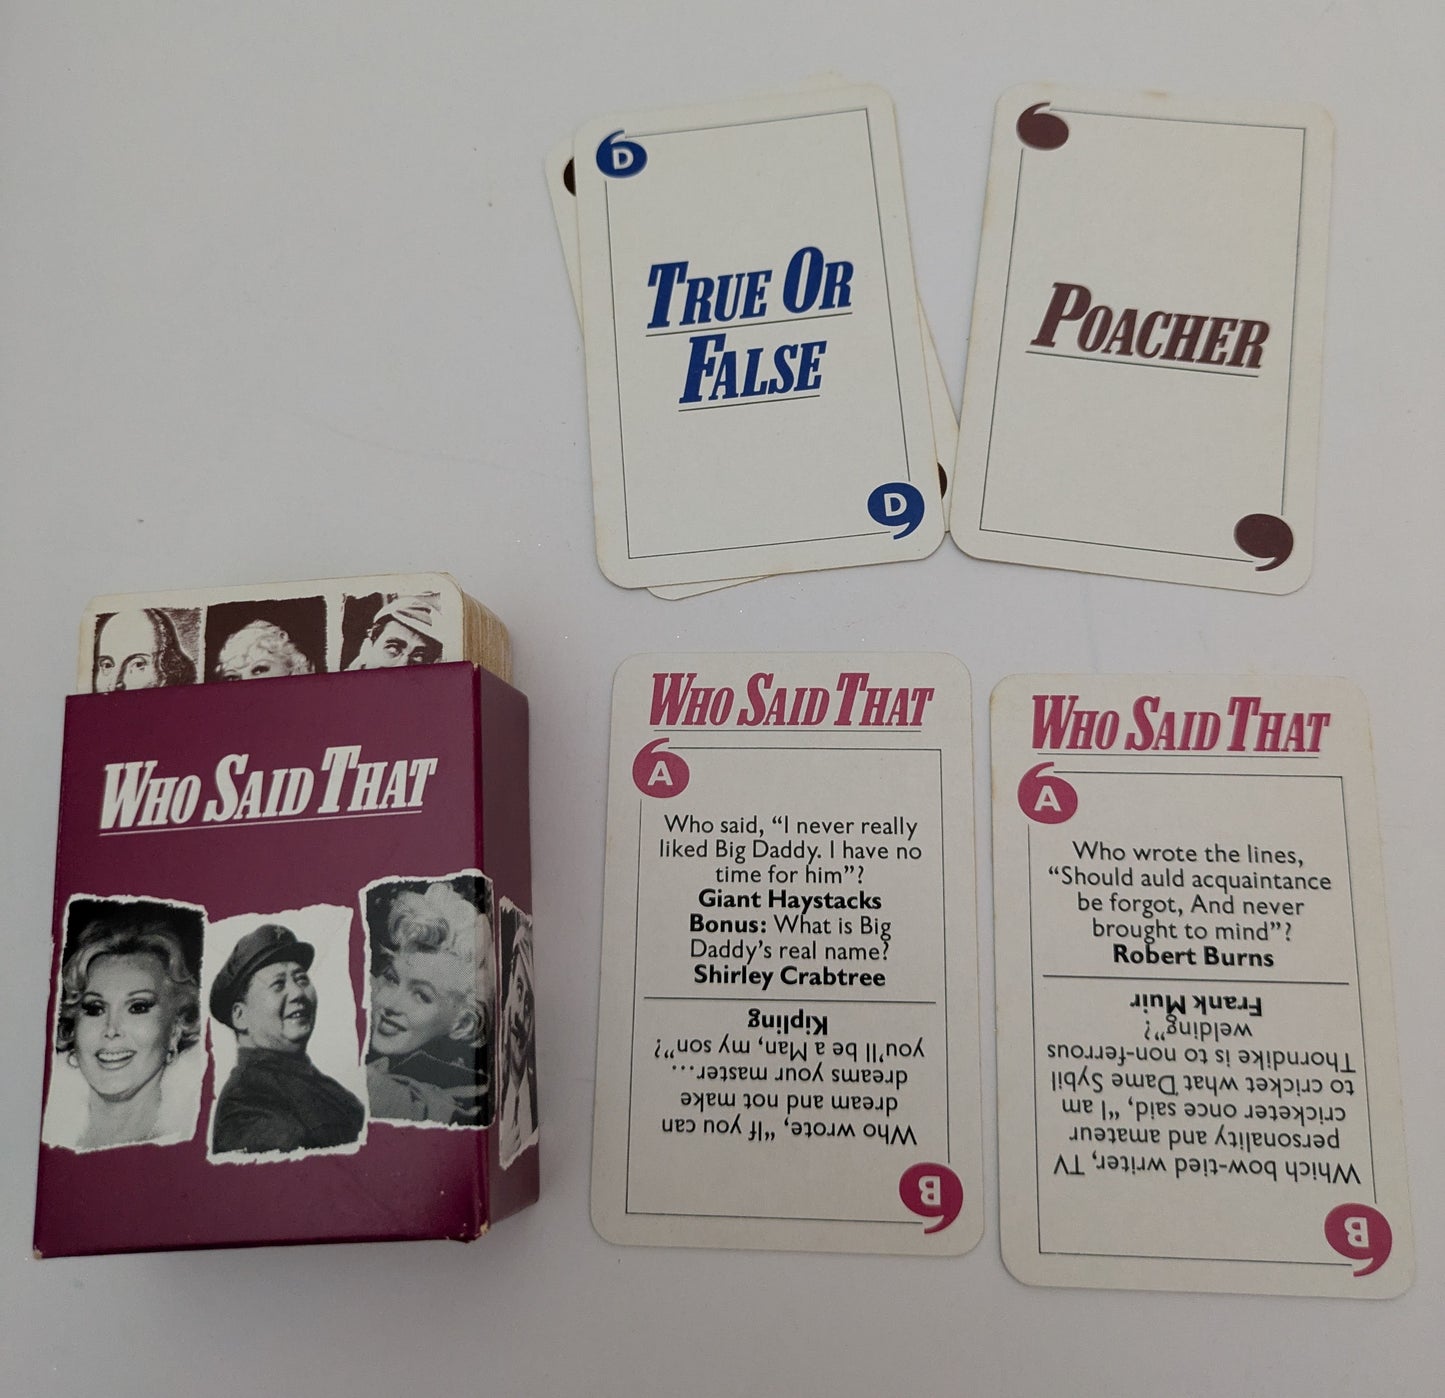 D
TRUE OR
FALSE
D
POACHER
WHO SAID THAT
WHO SAID THAT
A
Who said, “I never really
liked Big Daddy. I have no
time for him”?
Giant Haystacks
Bonus: What is Big
Daddy’s real name?
Shirley Crabtree
B
Who wrote, “If you can
dream and not make
dreams your master...
you’ll be a Man, my son”?
Kipling
WHO SAID THAT
A
Who wrote the lines,
“Should auld acquaintance
be forgot, And never
brought to mind”?
Robert Burns
B
Which bow-tied writer, TV
personality and amateur
cricketer once said, “I am
to cricket what Dame Sybil
Thorndike is to non-ferrous
welding”?
Frank Muir